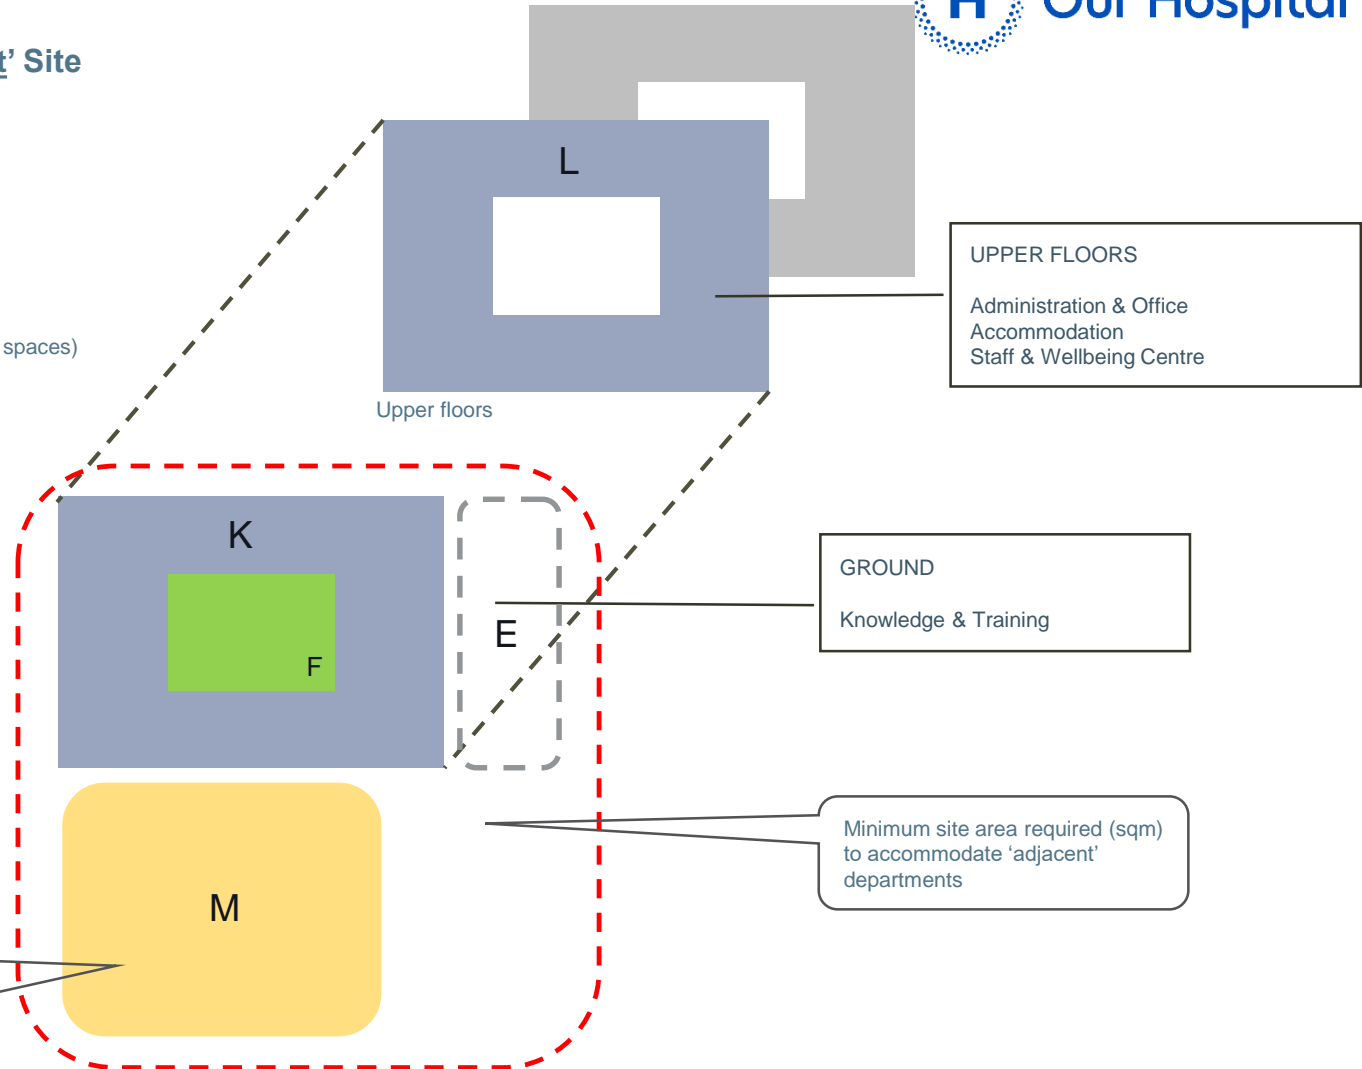 H Our Hospital
t’ Site
L
UPPER FLOORS
Administration & Office
Accommodation
Staff & Wellbeing Centre
spaces)
Upper floors
K
F
E
GROUND
Knowledge & Training
Minimum site area required (sqm)
to accommodate ‘adjacent’
departments
M